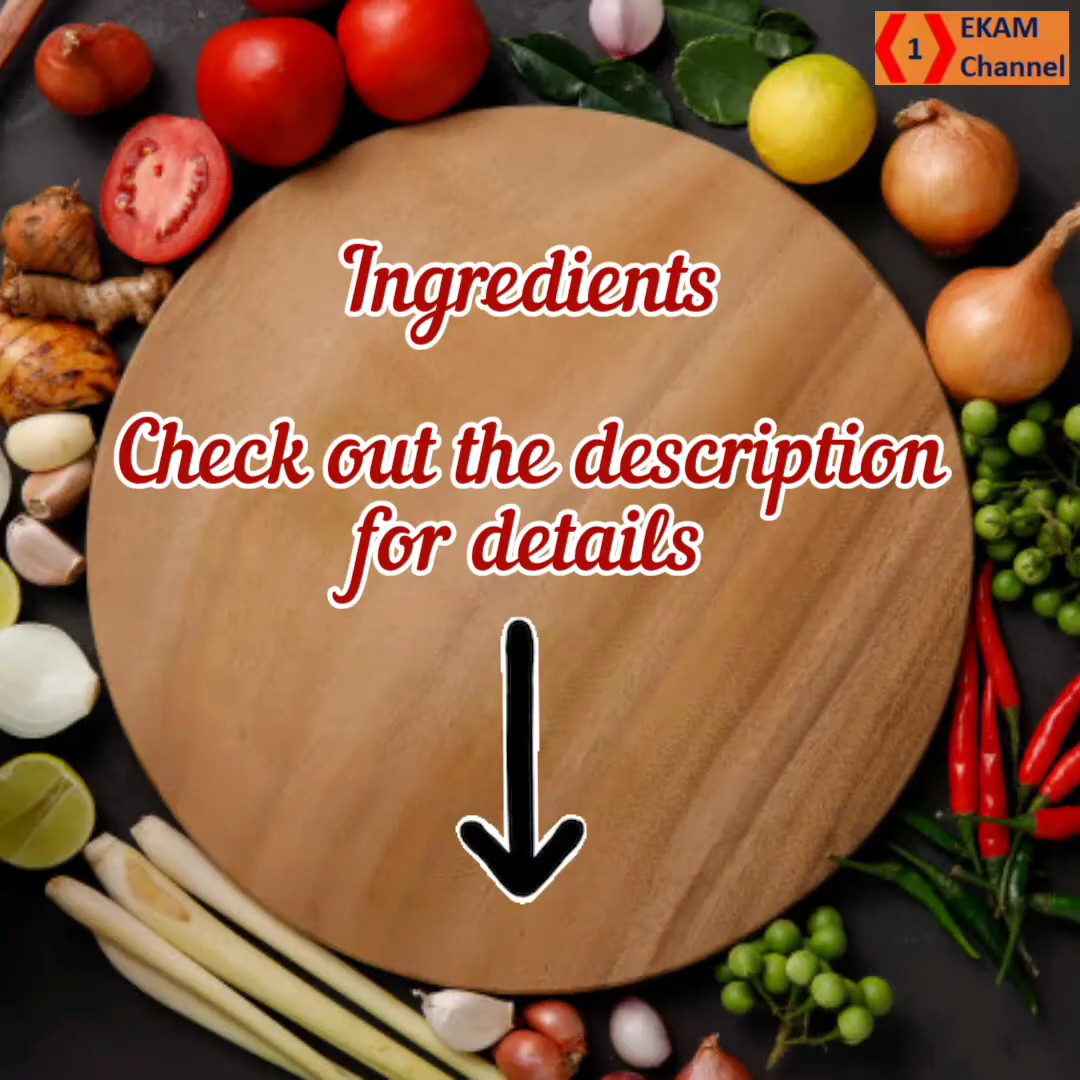 1
EKAM
Channel
Ingredients
Check out the description
for details